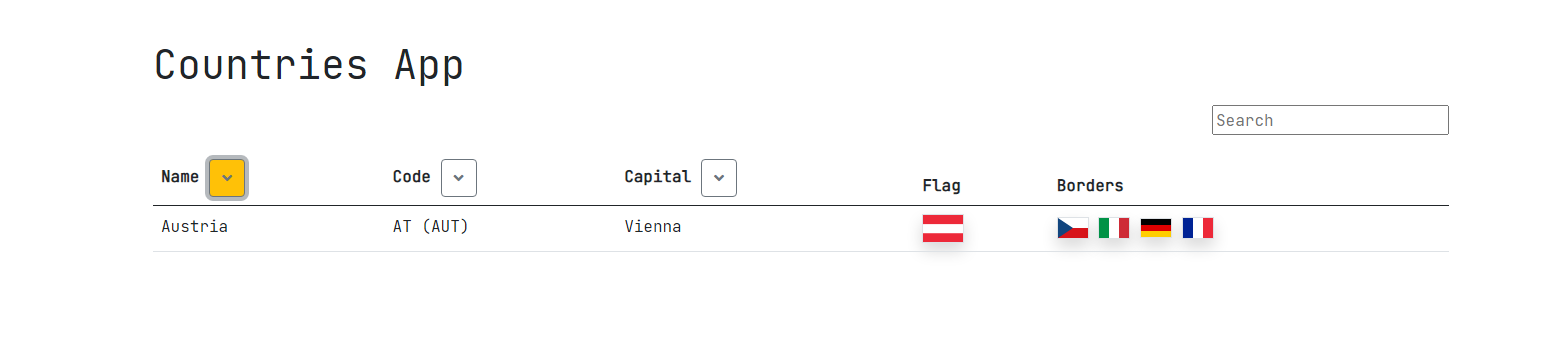 Countries App
Search
Name Code Capital Flag Borders
Austria AT (AUT) Vienna